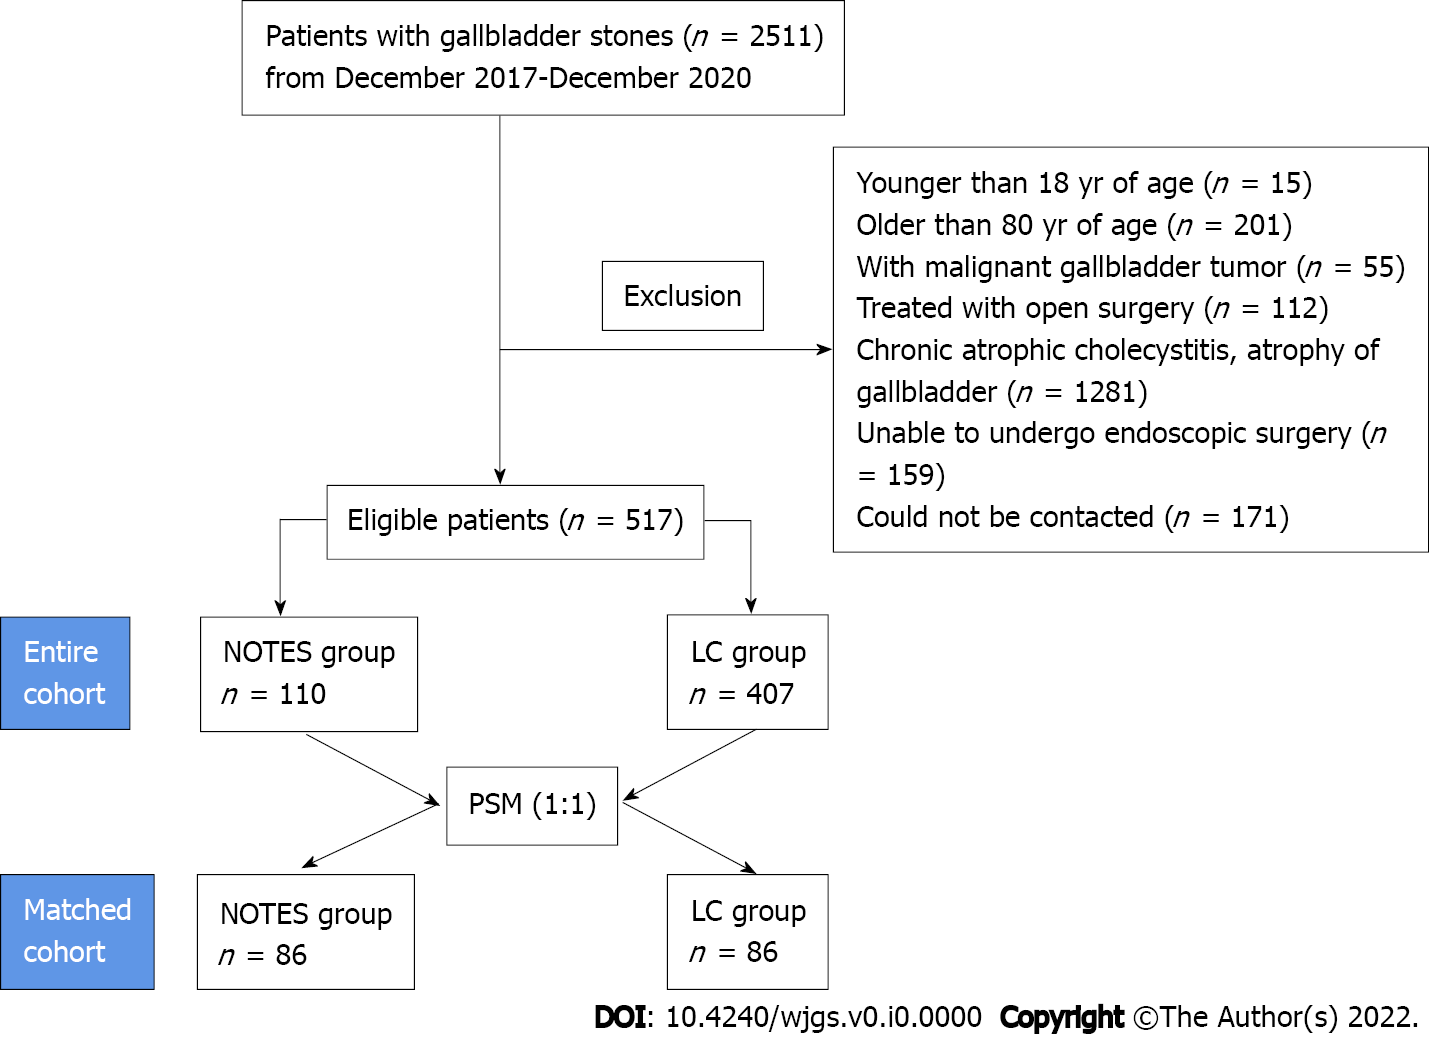 Patients with gallbladder stones (n = 2511)
from December 2017-December 2020
Younger than 18 yr of age (n = 15)
Older than 80 yr of age (n = 201)
With malignant gallbladder tumor (n = 55)
Treated with open surgery (n = 112)
Chronic atrophic cholecystitis, atrophy of
gallbladder (n = 1281)
Unable to undergo endoscopic surgery (n
= 159)
Could not be contacted (n = 171)
Exclusion
Eligible patients (n = 517)
Entire
cohort
NOTES group
n = 110
LC group
n = 407
PSM (1:1)
Matched
cohort
NOTES group
n = 86
LC group
n = 86
DOI: 10.4240/wjgs.v0.i0.0000 Copyright ©The Author(s) 2022.